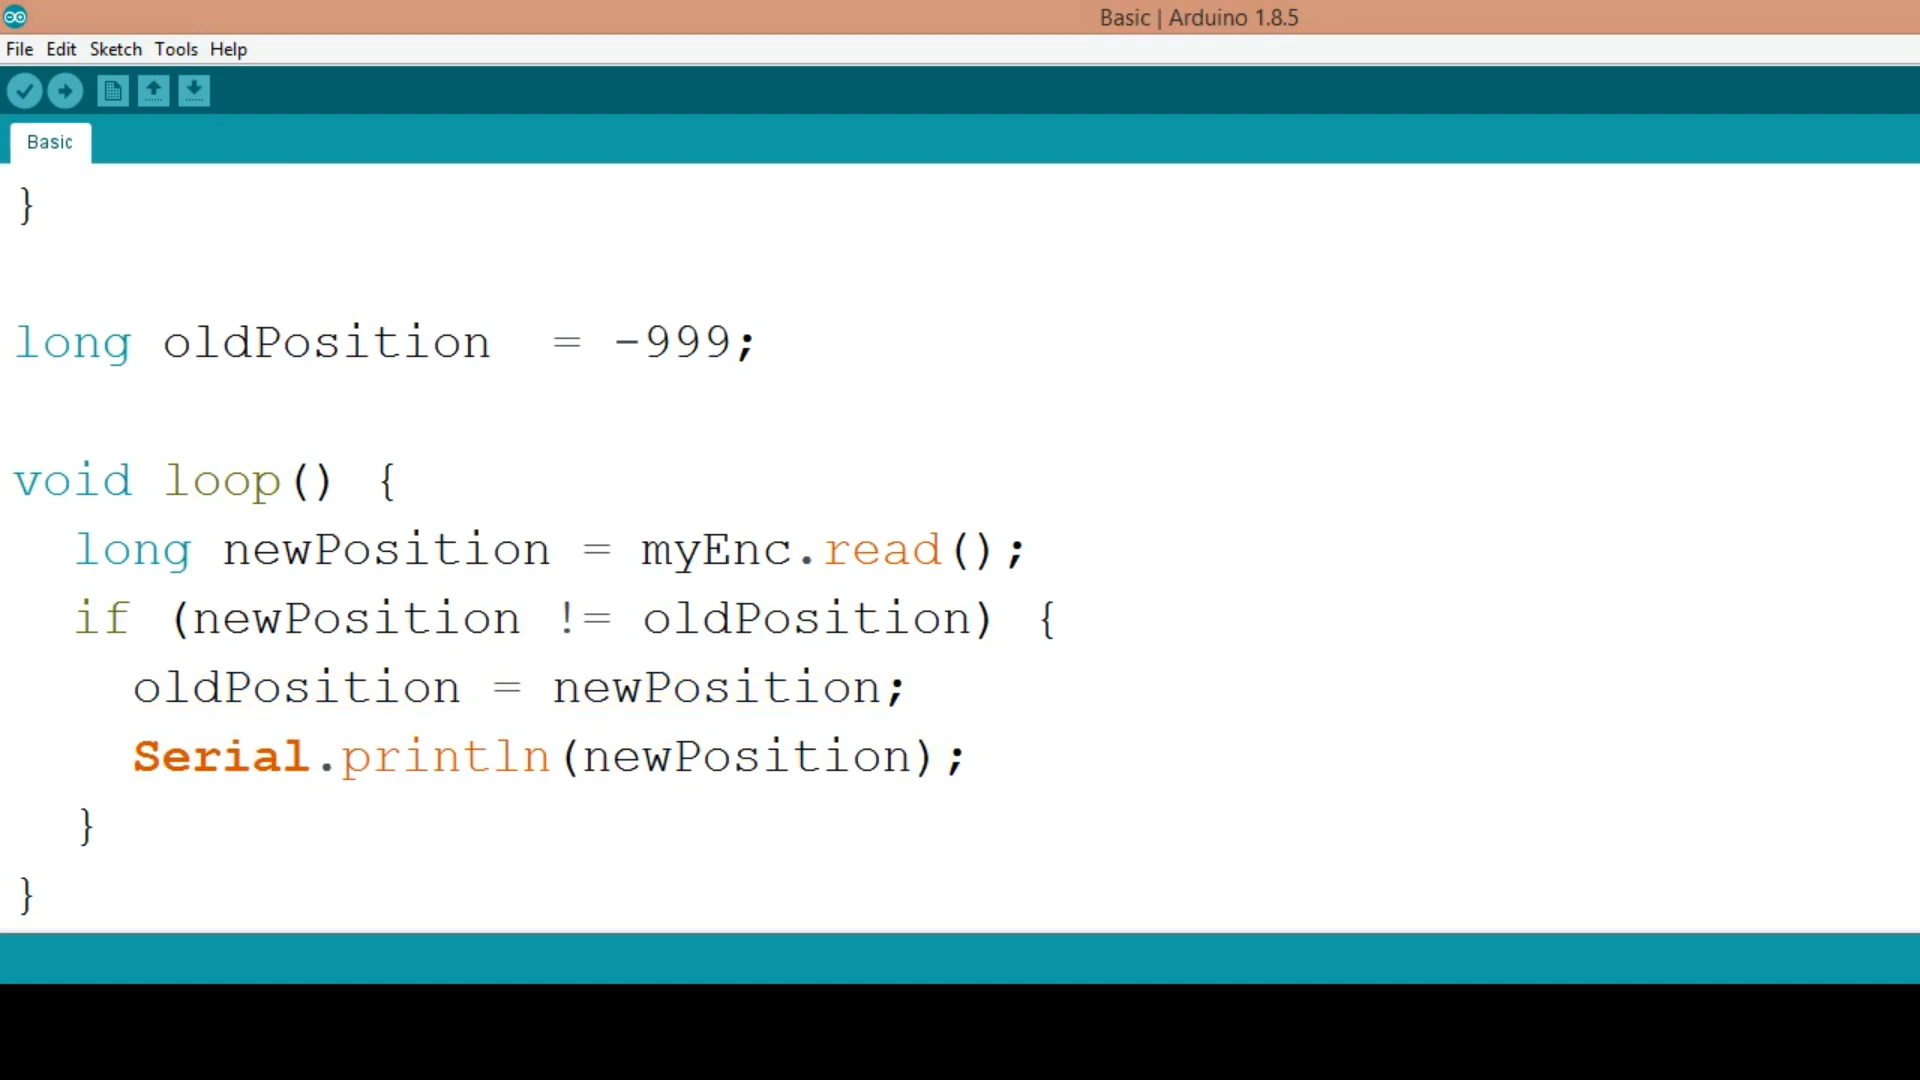 Basic | Arduino 1.8.5
File Edit Sketch Tools Help
Basic
}
long oldPosition  = -999;
void loop() {
  long newPosition = myEnc.read();
  if (newPosition != oldPosition) {
    oldPosition = newPosition;
    Serial.println(newPosition);
  }
}